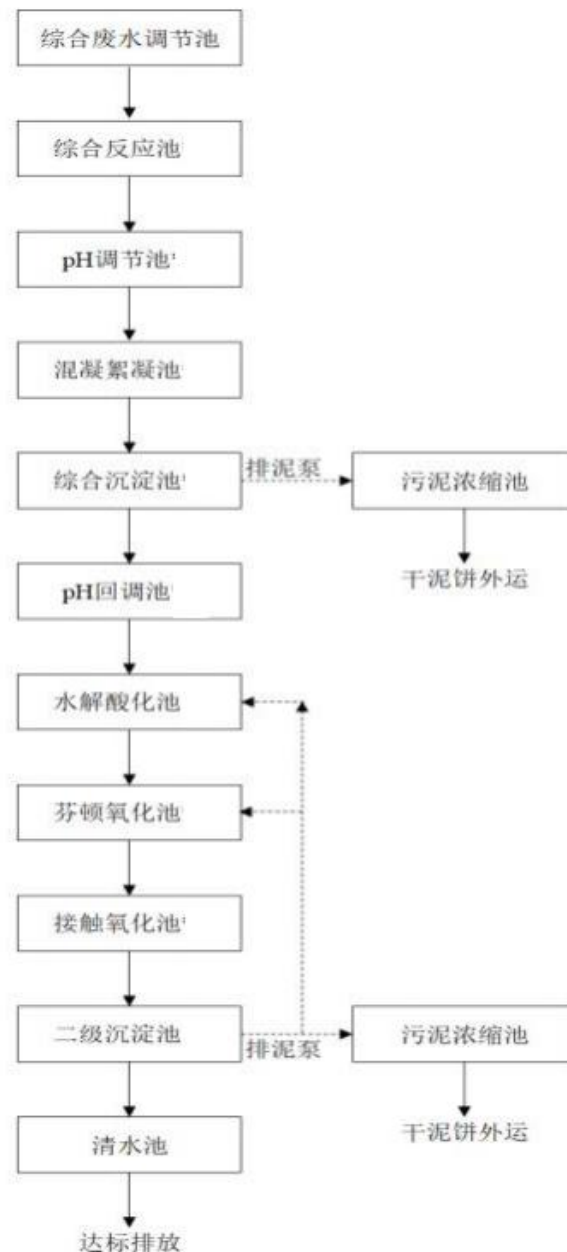 综合废水调节池
综合反应池
pH调节池
混凝絮凝池
综合沉淀池
排泥泵
污泥浓缩池
干泥饼外运
pH回调池
水解酸化池
芬顿氧化池
接触氧化池
二级沉淀池
排泥泵
污泥浓缩池
干泥饼外运
清水池
达标排放